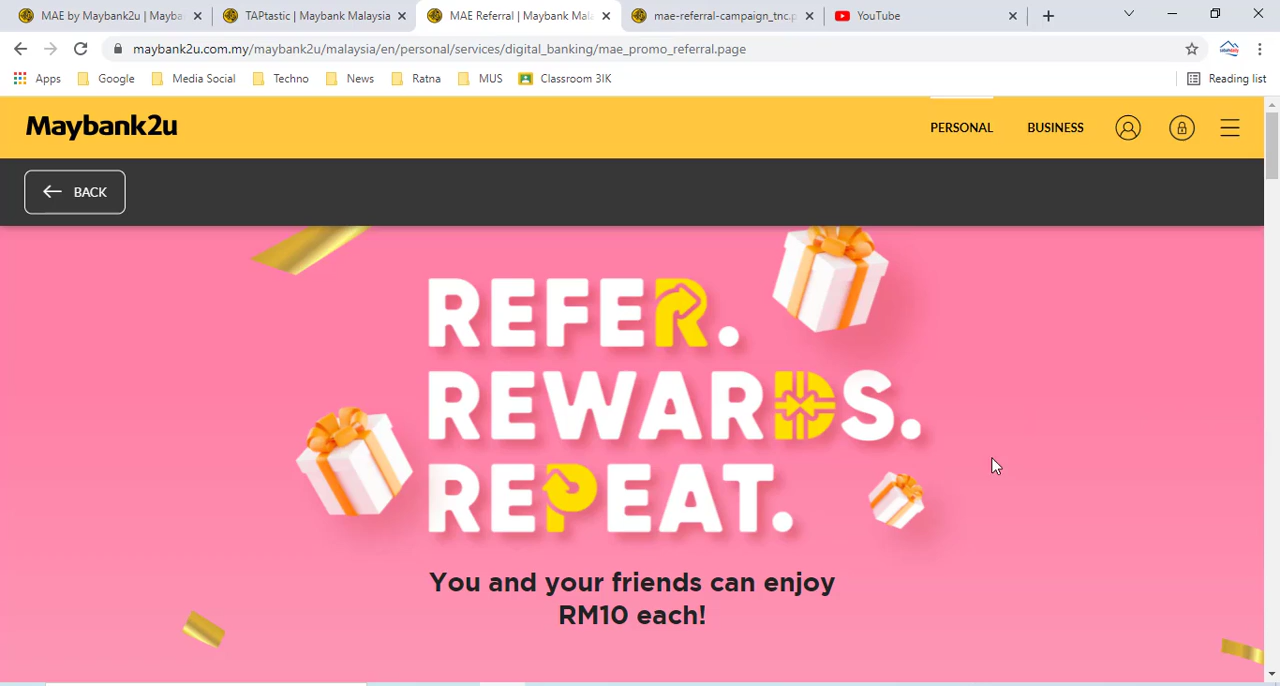 MAE by Maybank2u | Mayba
TAPtastic | Maybank Malaysia
MAE Referral | Maybank Mala
mae-referral-campaign_tnc.p
YouTube
maybank2u.com.my/maybank2u/malaysia/en/personal/services/digital_banking/mae_promo_referral.page
Apps Google Media Social Techno News Ratna MUS Classroom 3IK Reading list
Maybank2u PERSONAL BUSINESS
BACK
REFER.
REWARDS.
REPEAT.
You and your friends can enjoy
RM10 each!